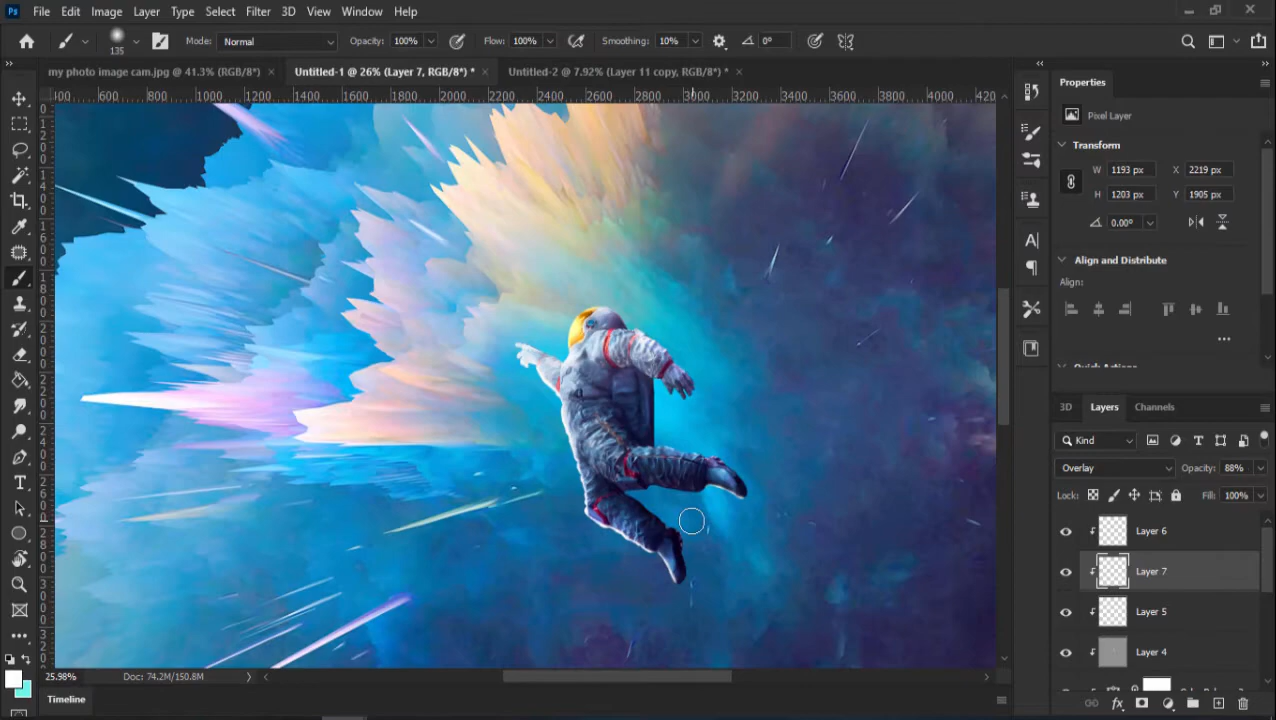 Ps File Edit Image Layer Type Select Filter 3D View Window Help
135 Mode: Normal Opacity: 100% Flow: 100% Smoothing: 10% 0°
my photo image cam.jpg @ 41.3% (RGB/8*) × Untitled-1 @ 26% (Layer 7, RGB/8*) * × Untitled-2 @ 7.92% (Layer 11 copy, RGB/8*) * ×
400 600 800 1000 1200 1400 1600 1800 2000 2200 2400 2600 2800 3000 3200 3400 3600 3800 4000 420
Properties
Pixel Layer
Transform
W 1193 px X 2219 px
H 1203 px Y 1905 px
0.00°
Align and Distribute
Align:
3D Layers Channels
Kind
Overlay Opacity: 88%
Lock: Fill: 100%
Layer 6
Layer 7
Layer 5
Layer 4
25.98% Doc: 74.2M/150.8M
Timeline